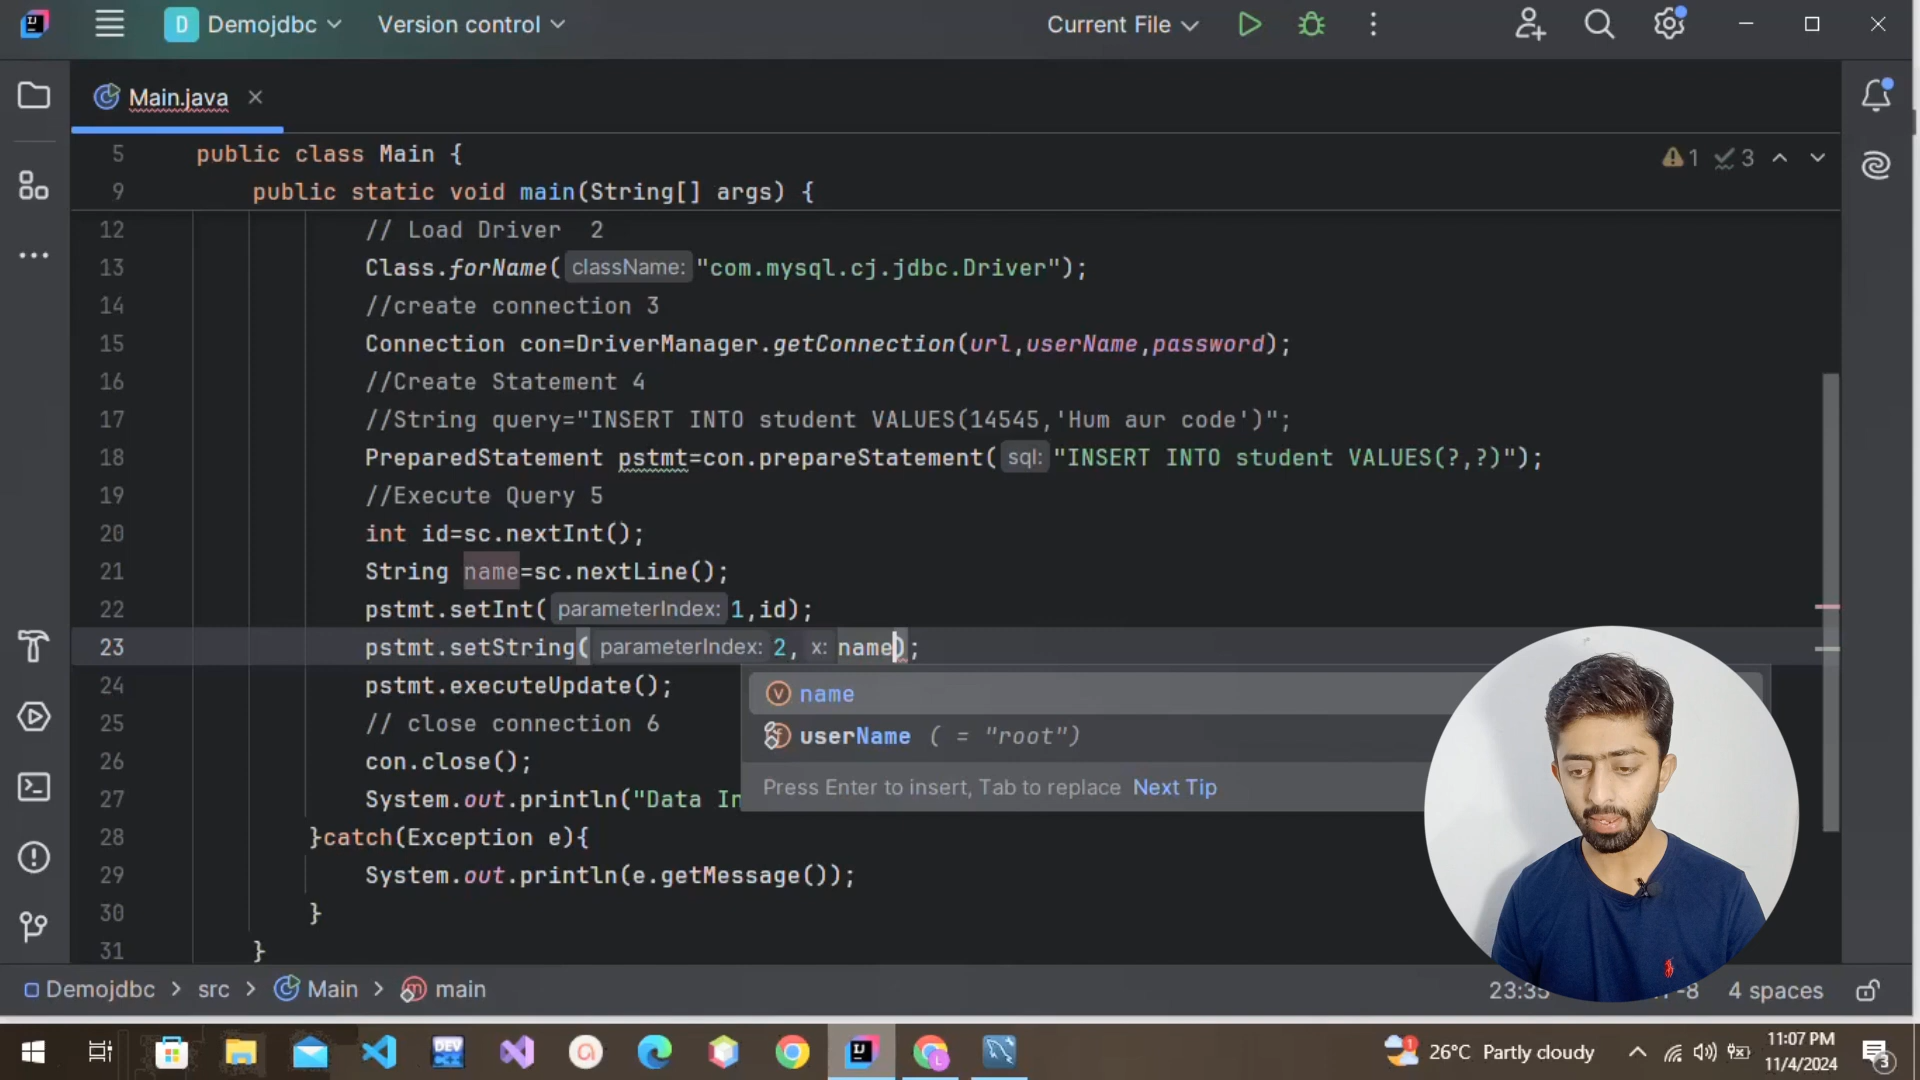 D Demojdbc Version control Current File
Main.java
5 public class Main {
1 3
9 public static void main(String[] args) {
12 // Load Driver  2
13 Class.forName( className: "com.mysql.cj.jdbc.Driver");
14 //create connection 3
15 Connection con=DriverManager.getConnection(url,userName,password);
16 //Create Statement 4
17 //String query="INSERT INTO student VALUES(14545,'Hum aur code')";
18 PreparedStatement pstmt=con.prepareStatement( sql: "INSERT INTO student VALUES(?,?)");
19 //Execute Query 5
20 int id=sc.nextInt();
21 String name=sc.nextLine();
22 pstmt.setInt( parameterIndex: 1,id);
23 pstmt.setString( parameterIndex: 2, x: name);
24 pstmt.executeUpdate();
name
25 // close connection 6
userName ( = "root")
26 con.close();
Press Enter to insert, Tab to replace Next Tip
27 System.out.println("Data In
28 }catch(Exception e){
29 System.out.println(e.getMessage());
30 }
31 }
Demojdbc > src > Main > main
23:35 -8 4 spaces
DEV
1 26°C Partly cloudy
11:07 PM
11/4/2024
3